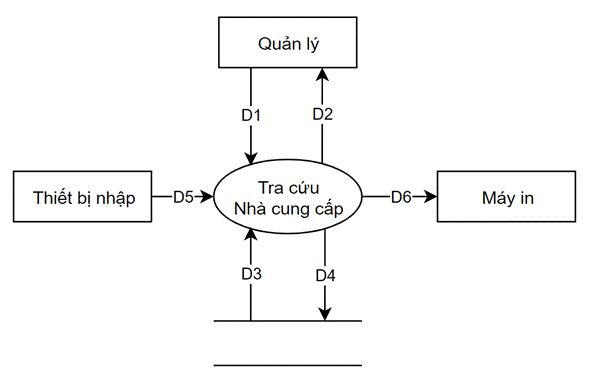 Quản lý
D1
D2
Thiết bị nhập
D5
Tra cứu
Nhà cung cấp
D6
Máy in
D3
D4